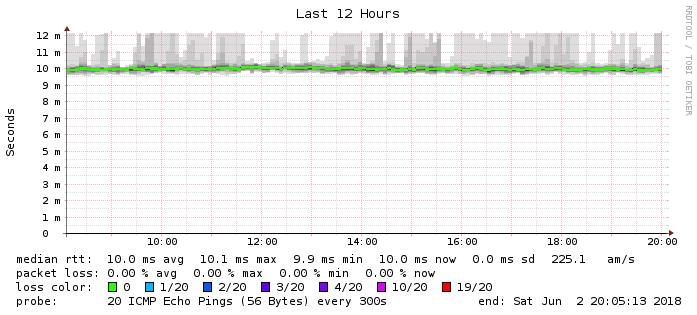 Last 12 Hours
RRDTOOL / TOBI OETIKER
Seconds
12 m
11 m
10 m
9 m
8 m
7 m
6 m
5 m
4 m
3 m
2 m
1 m
0
10:00 12:00 14:00 16:00 18:00 20:00
median rtt: 10.0 ms avg 10.1 ms max 9.9 ms min 10.0 ms now 0.0 ms sd 225.1 am/s
packet loss: 0.00 % avg 0.00 % max 0.00 % min 0.00 % now
loss color: 0 1/20 2/20 3/20 4/20 10/20 19/20
probe: 20 ICMP Echo Pings (56 Bytes) every 300s end: Sat Jun 2 20:05:13 2018